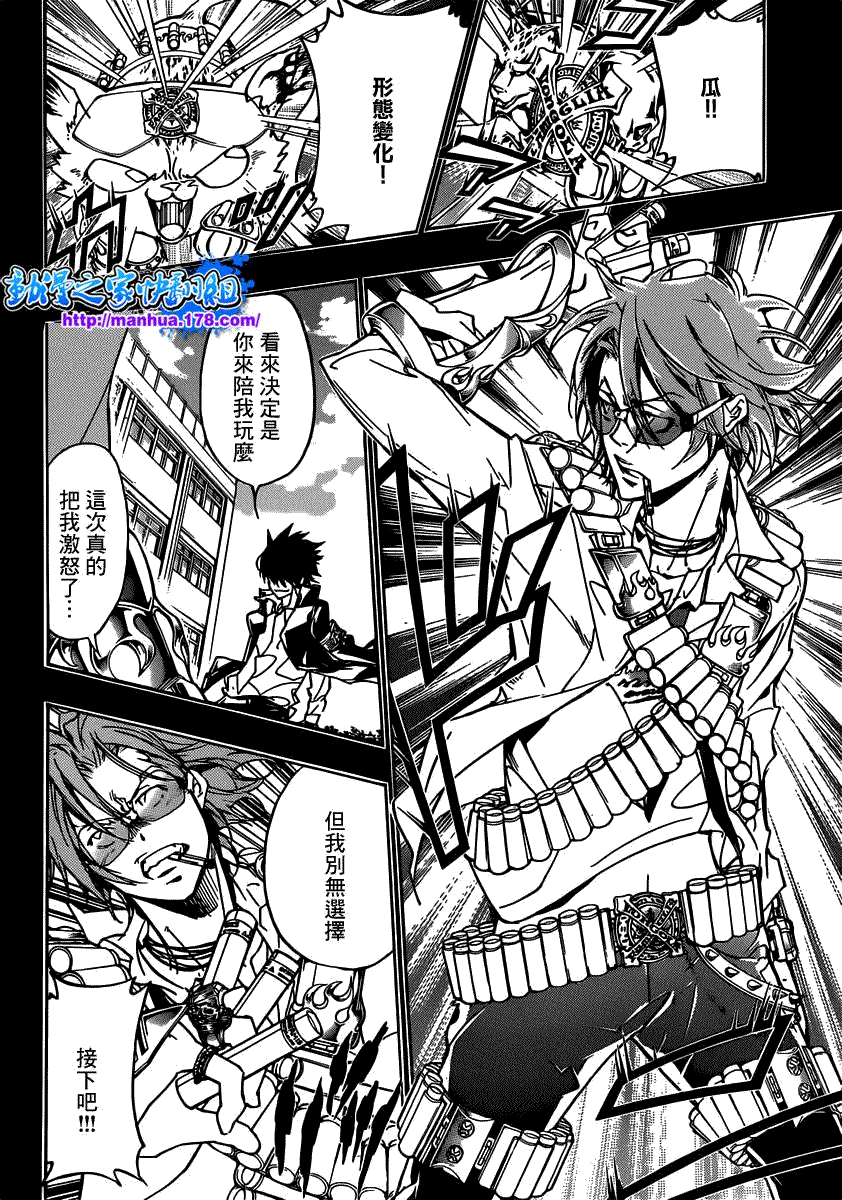 瓜!!
形態變化!
動漫之家快翻組
http://manhua.178.com/
看來決定是
你來陪我玩麼
這次真的
把我激怒了…
但我別無選擇
接下吧!!!